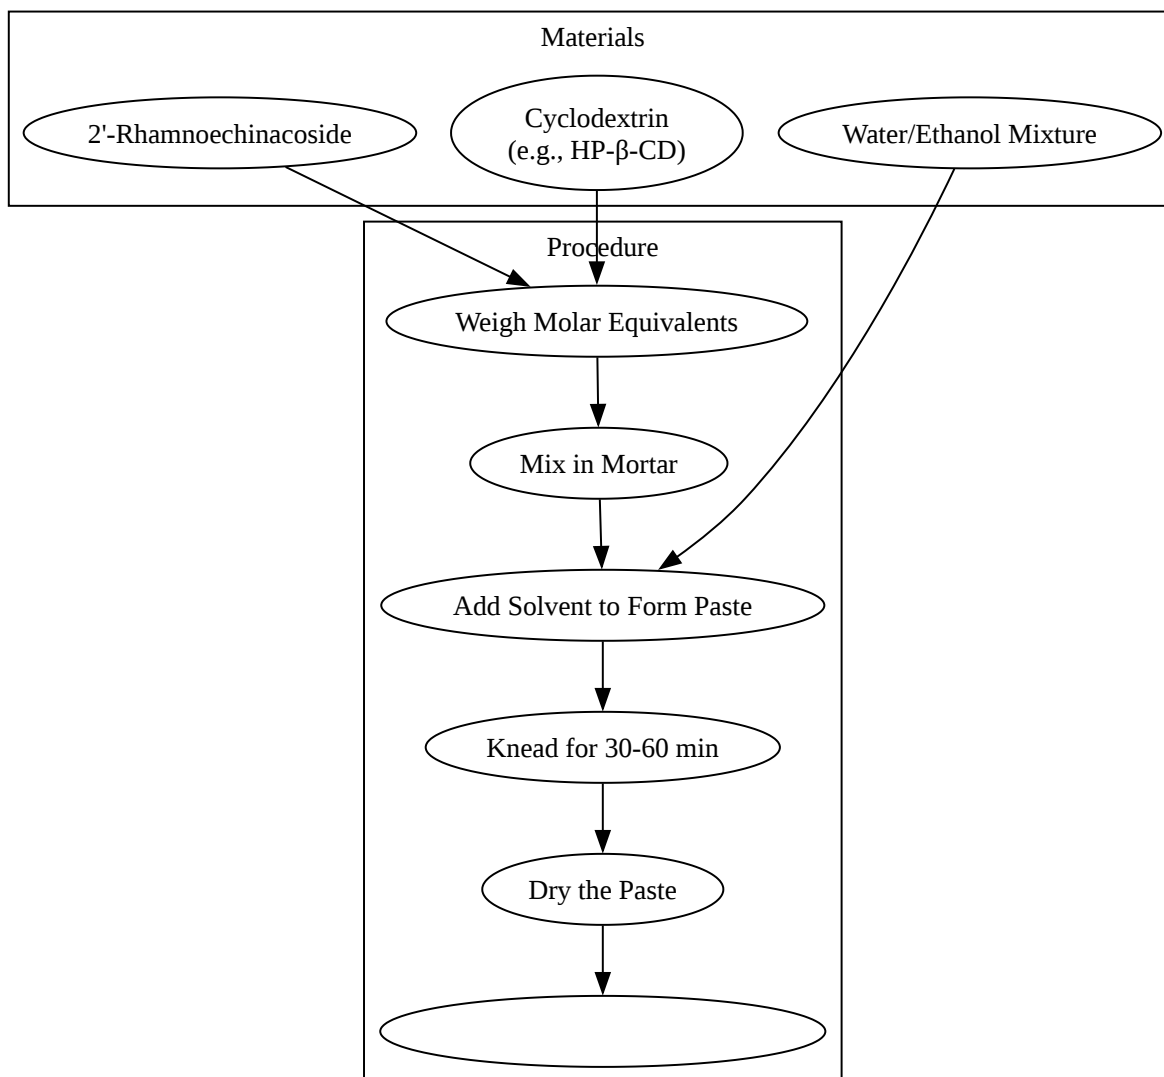 Materials
2'-Rhamnoechinacoside
Cyclodextrin
(e.g., HP-β-CD)
Water/Ethanol Mixture
Procedure
Weigh Molar Equivalents
Mix in Mortar
Add Solvent to Form Paste
Knead for 30-60 min
Dry the Paste